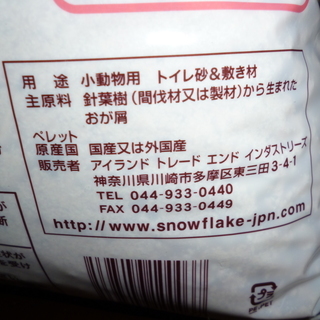 用 途 小動物用 トイレ砂&敷き材
主原料 針葉樹(間伐材又は製材)から生まれた
おが屑
ペレット
原産国 国産又は外国産
販売者 アイランド トレード エンド インダストリーズ
神奈川県川崎市多摩区東三田3-4-1
TEL 044-933-0440
FAX 044-933-0449
http://www.snowflake-jpn.com